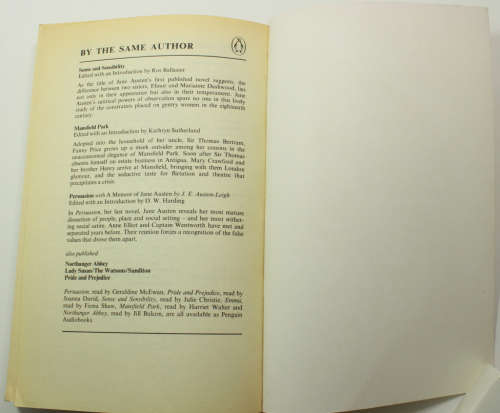 BY THE SAME AUTHOR
Sense and Sensibility
Edited with an Introduction by Ros Ballaster
As the title of Jane Austen's first published novel suggests, the
difference between two sisters, Elinor and Marianne Dashwood, lies
not only in their appearance but also in their temperament. Jane
Austen's satirical powers of observation spare no one in this lively
study of the constraints placed on gentry women in the eighteenth
century.
Mansfield Park
Edited with an Introduction by Kathryn Sutherland
Adopted into the household of her uncle, Sir Thomas Bertram,
Fanny Price grows up a meek outsider among her cousins in the
unaccustomed elegance of Mansfield Park. Soon after Sir Thomas
absents himself on estate business in Antigua, Mary Crawford and
her brother Henry arrive at Mansfield, bringing with them London
glamour, and the seductive taste for flirtation and theatre that
precipitates a crisis.
Persuasion with A Memoir of Jane Austen by J. E. Austen-Leigh
Edited with an Introduction by D. W. Harding
In Persuasion, her last novel, Jane Austen reveals her most mature
dissection of people, place and social setting – and her most wither-
ing social satire. Anne Elliot and Captain Wentworth have met and
separated years before. Their reunion forces a recognition of the false
values that drove them apart.
also published
Northanger Abbey
Lady Susan/The Watsons/Sanditon
Pride and Prejudice
Persuasion, read by Geraldine McEwan, Pride and Prejudice, read by
Joanna David, Sense and Sensibility, read by Julie Christie, Emma,
read by Fiona Shaw, Mansfield Park, read by Harriet Walter and
Northanger Abbey, read by Jill Balcon, are all available as Penguin
Audiobooks